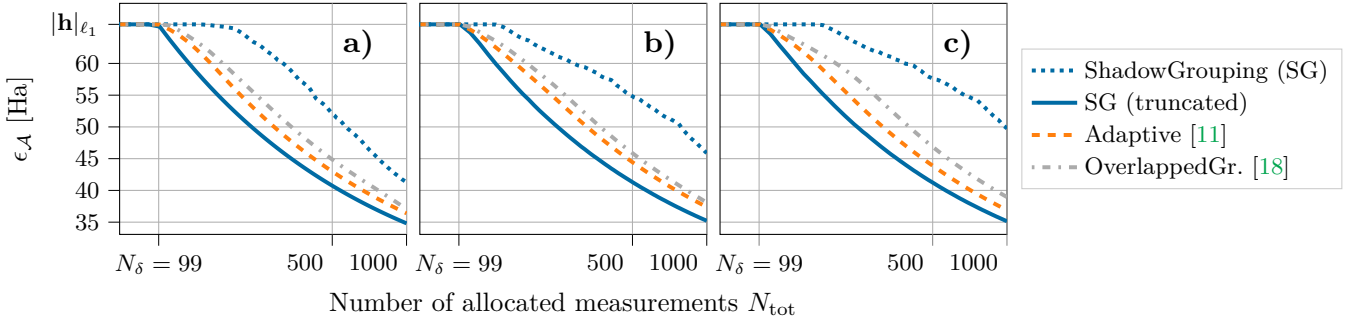 |h|ℓ₁
60
55
50
45
40
35
ϵ_𝒜 [Ha]
a)
b)
c)
N_δ = 99
500
1000
N_δ = 99
500
1000
N_δ = 99
500
1000
Number of allocated measurements N_tot
ShadowGrouping (SG)
SG (truncated)
Adaptive [11]
OverlappedGr. [18]